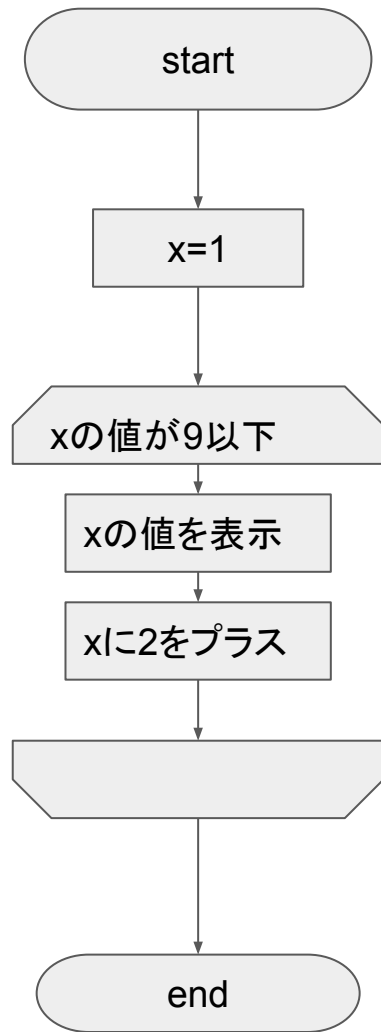 start
x=1
xの値が9以下
xの値を表示
xに2をプラス
end